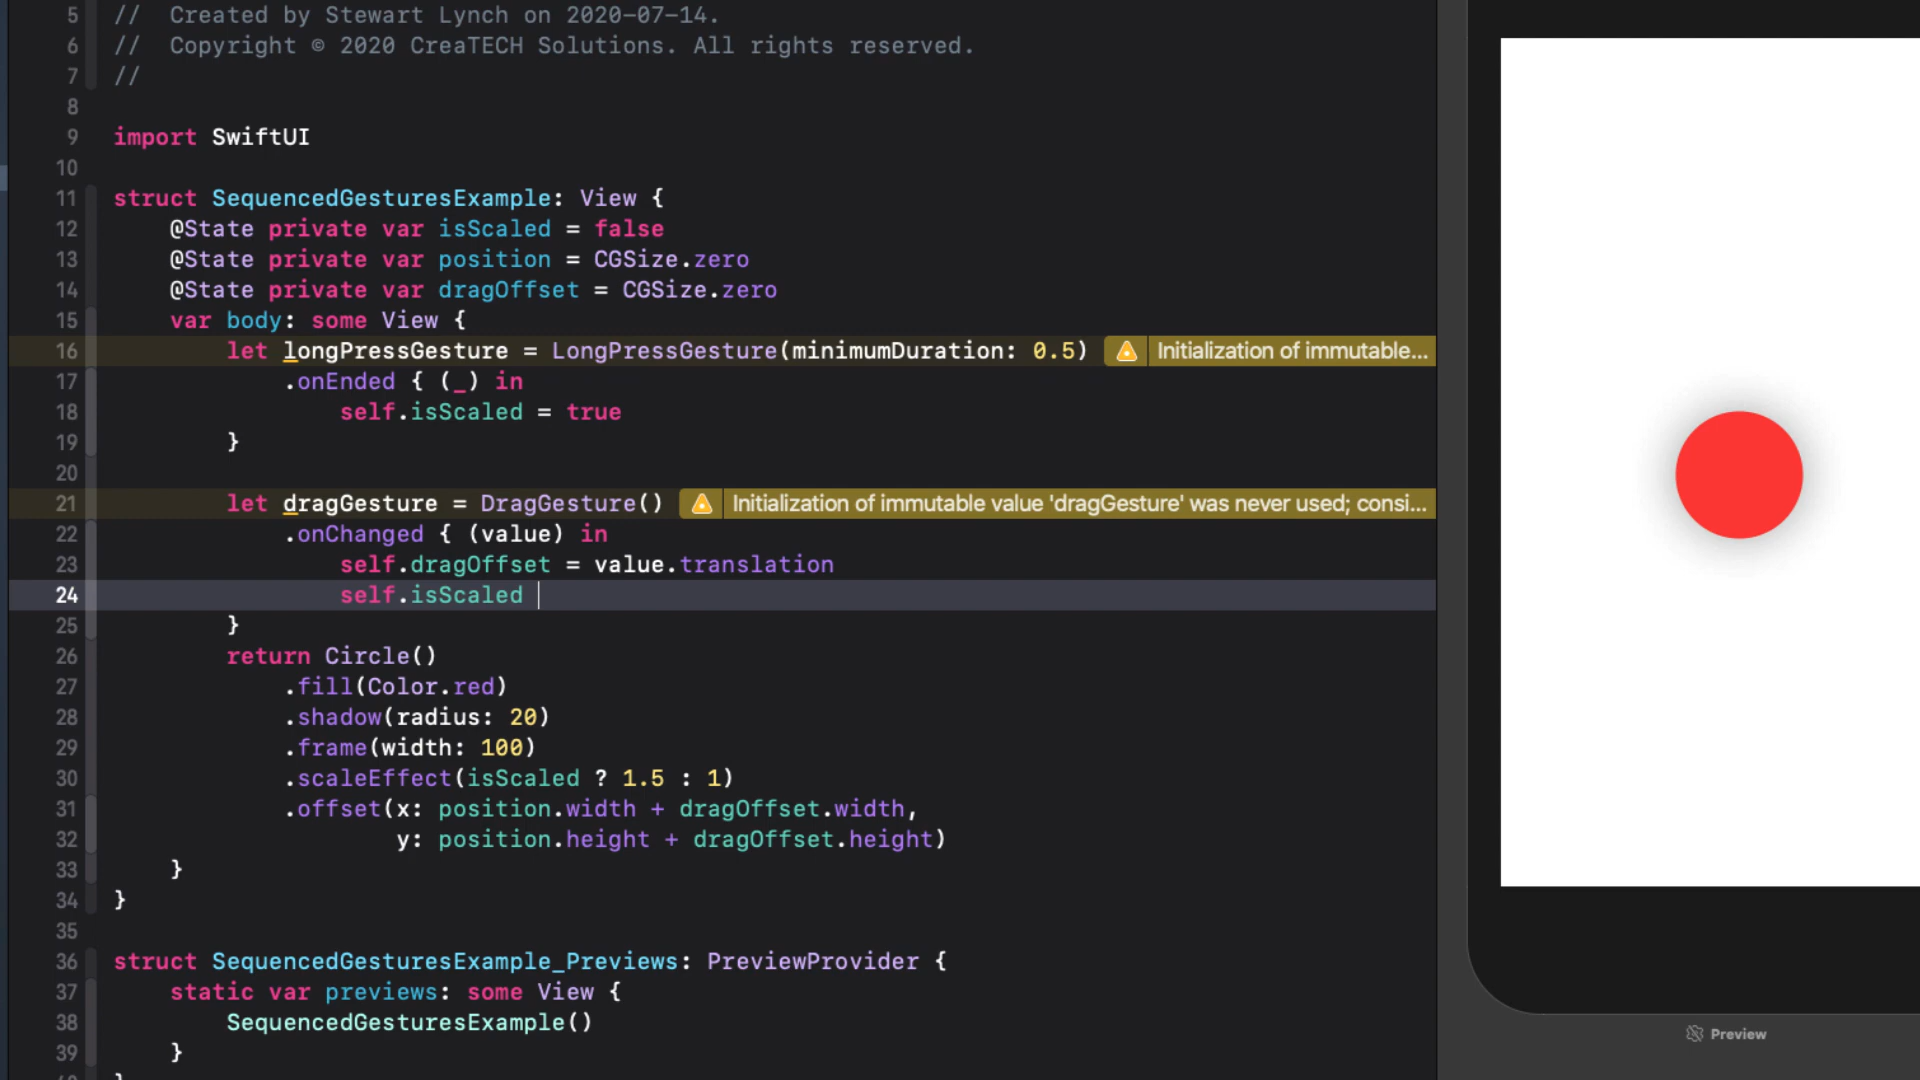 5 //  Created by Stewart Lynch on 2020-07-14.
6 //  Copyright © 2020 CreaTECH Solutions. All rights reserved.
7 //
8
9 import SwiftUI
10
11 struct SequencedGesturesExample: View {
12     @State private var isScaled = false
13     @State private var position = CGSize.zero
14     @State private var dragOffset = CGSize.zero
15     var body: some View {
16         let longPressGesture = LongPressGesture(minimumDuration: 0.5) Initialization of immutable...
17             .onEnded { (_) in
18                 self.isScaled = true
19         }
20
21         let dragGesture = DragGesture() Initialization of immutable value 'dragGesture' was never used; consi...
22             .onChanged { (value) in
23                 self.dragOffset = value.translation
24                 self.isScaled
25         }
26         return Circle()
27             .fill(Color.red)
28             .shadow(radius: 20)
29             .frame(width: 100)
30             .scaleEffect(isScaled ? 1.5 : 1)
31             .offset(x: position.width + dragOffset.width,
32                     y: position.height + dragOffset.height)
33     }
34 }
35
36 struct SequencedGesturesExample_Previews: PreviewProvider {
37     static var previews: some View {
38         SequencedGesturesExample()
39     }
Preview